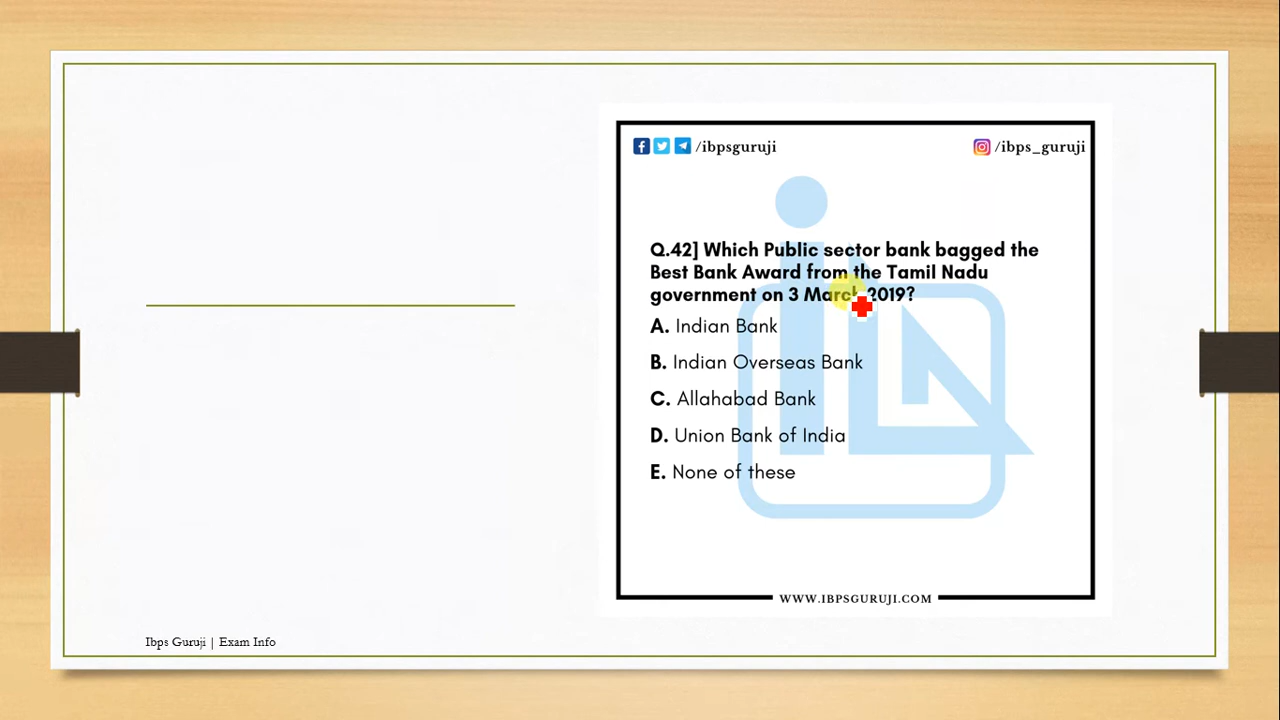 /ibpsguruji
/ibps_guruji
Q.42] Which Public sector bank bagged the
Best Bank Award from the Tamil Nadu
government on 3 March 2019?
A. Indian Bank
B. Indian Overseas Bank
C. Allahabad Bank
D. Union Bank of India
E. None of these
WWW.IBPSGURUJI.COM
Ibps Guruji | Exam Info